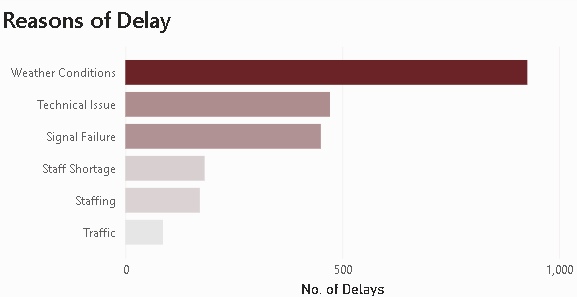 Reasons of Delay
Weather Conditions
Technical Issue
Signal Failure
Staff Shortage
Staffing
Traffic
0 500 1,000
No. of Delays